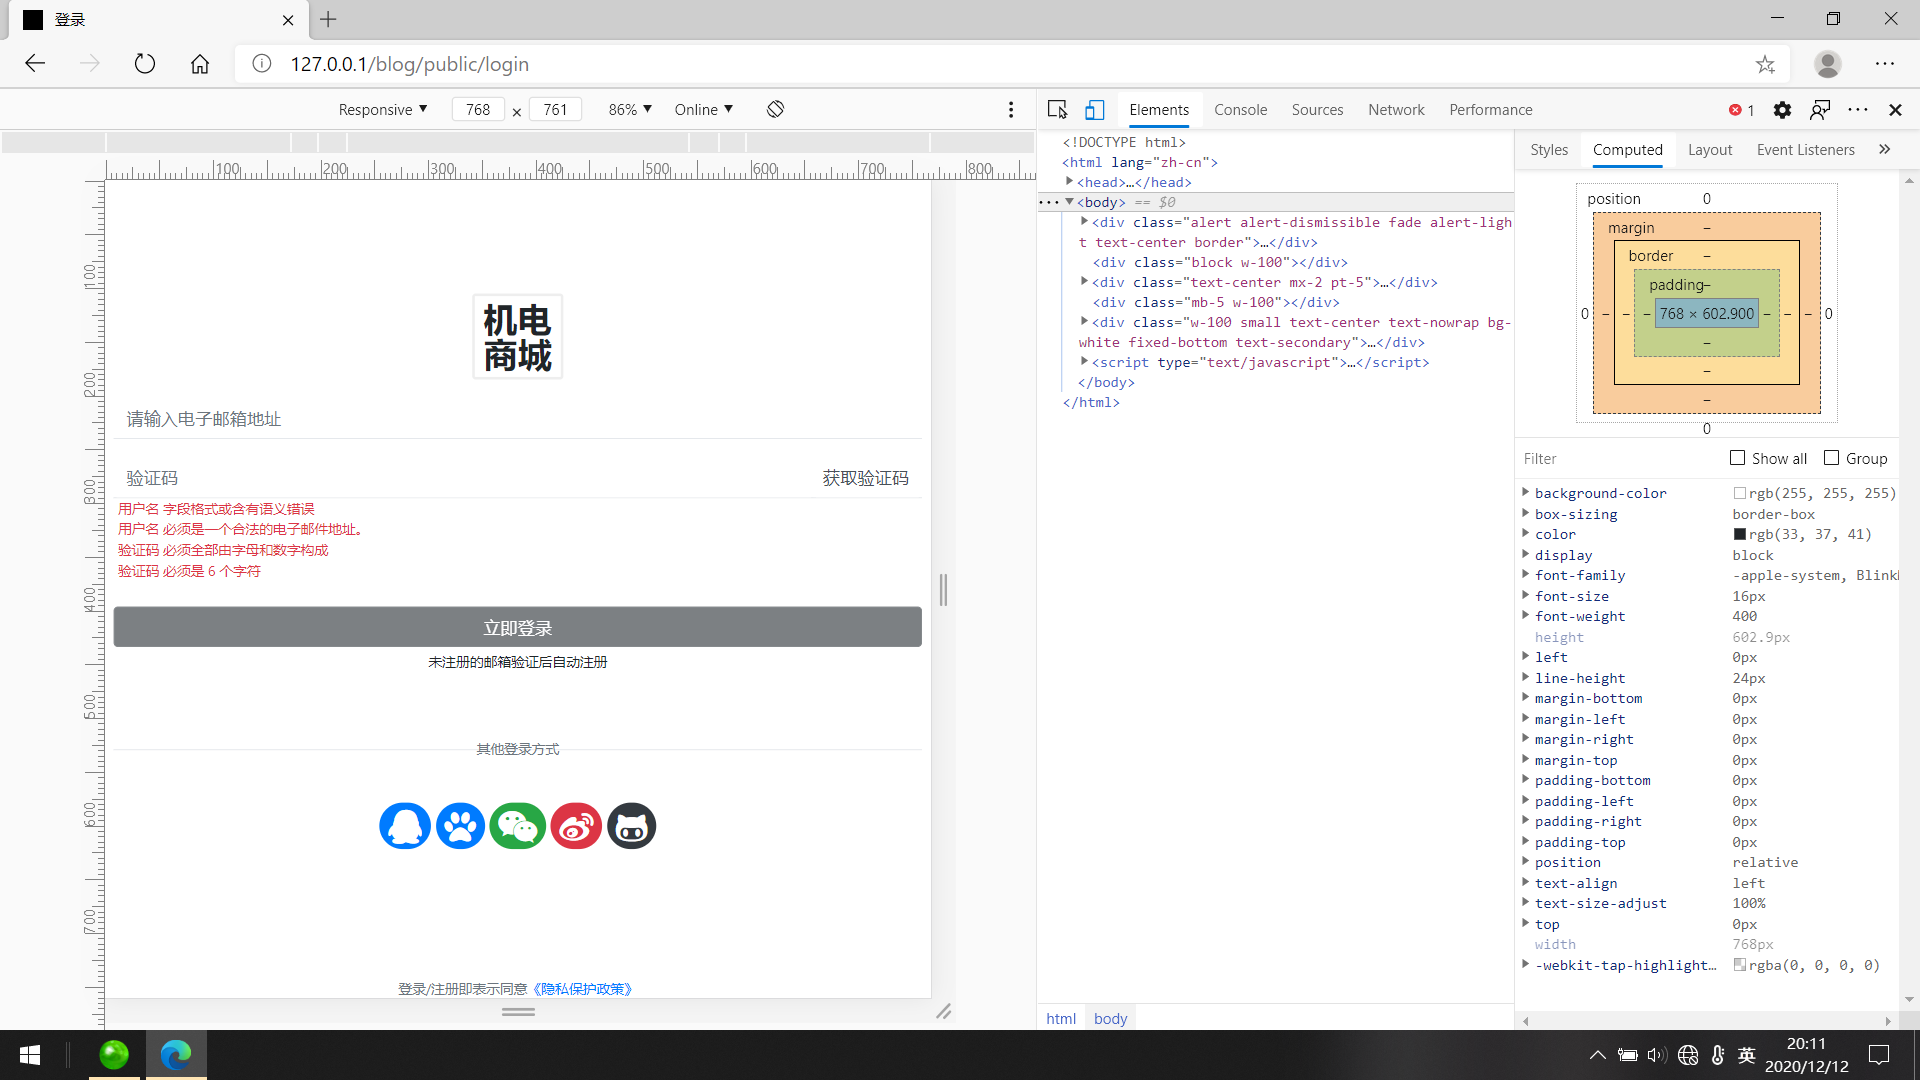 登录
127.0.0.1/blog/public/login
Responsive ▼ 768 × 761 86% ▼ Online ▼
Elements Console Sources Network Performance 1
100 200 300 400 500 600 700 800
100
200
300
400
500
600
700
机电
商城
请输入电子邮箱地址
验证码 获取验证码
用户名 字段格式或含有语义错误
用户名 必须是一个合法的电子邮件地址。
验证码 必须全部由字母和数字构成
验证码 必须是 6 个字符
立即登录
未注册的邮箱验证后自动注册
其他登录方式
登录/注册即表示同意《隐私保护政策》
<!DOCTYPE html>
<html lang="zh-cn">
<head>…</head>
<body> == $0
<div class="alert alert-dismissible fade alert-ligh
t text-center border">…</div>
<div class="block w-100"></div>
<div class="text-center mx-2 pt-5">…</div>
<div class="mb-5 w-100"></div>
<div class="w-100 small text-center text-nowrap bg-
white fixed-bottom text-secondary">…</div>
<script type="text/javascript">…</script>
</body>
</html>
html body
Styles Computed Layout Event Listeners »
position 0
margin –
border –
padding –
0 – – – 768 × 602.900 – – – 0
–
–
–
0
Filter Show all Group
background-color rgb(255, 255, 255)
box-sizing border-box
color rgb(33, 37, 41)
display block
font-family -apple-system, Blink
font-size 16px
font-weight 400
height 602.9px
left 0px
line-height 24px
margin-bottom 0px
margin-left 0px
margin-right 0px
margin-top 0px
padding-bottom 0px
padding-left 0px
padding-right 0px
padding-top 0px
position relative
text-align left
text-size-adjust 100%
top 0px
width 768px
-webkit-tap-highlight… rgba(0, 0, 0, 0)
英
20:11
2020/12/12